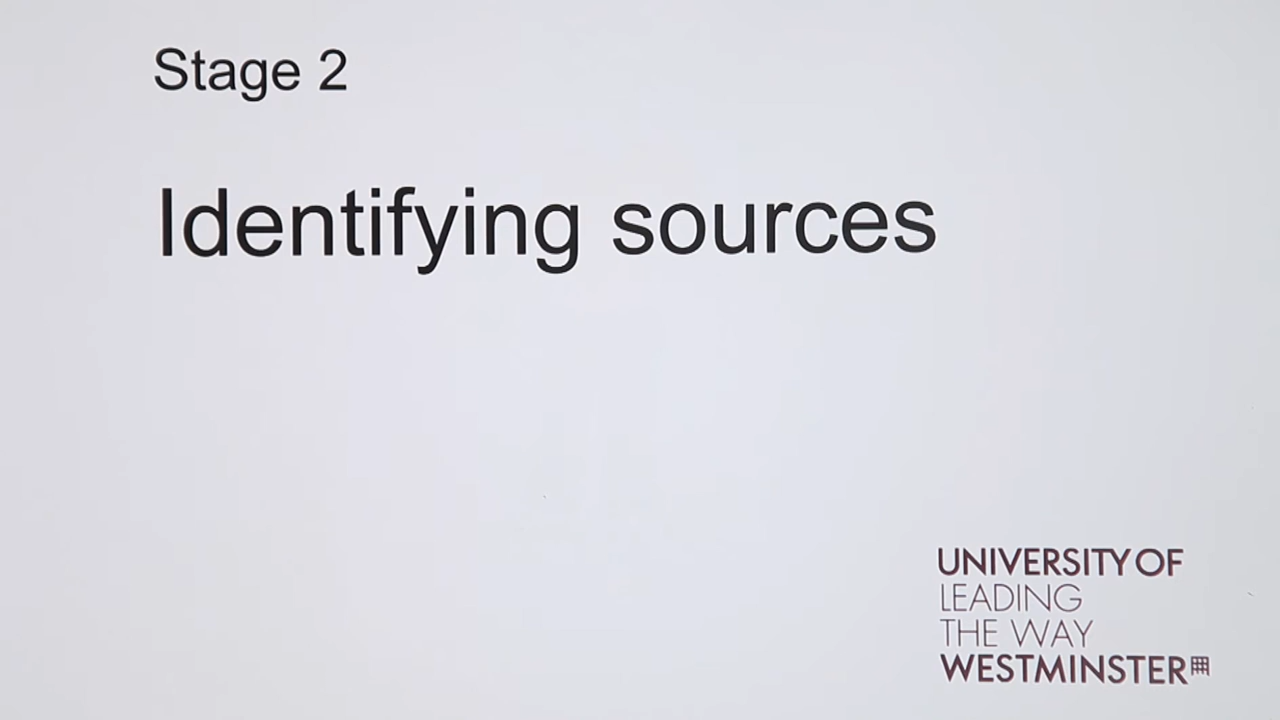 Stage 2
Identifying sources
UNIVERSITY OF
LEADING
THE WAY
WESTMINSTER